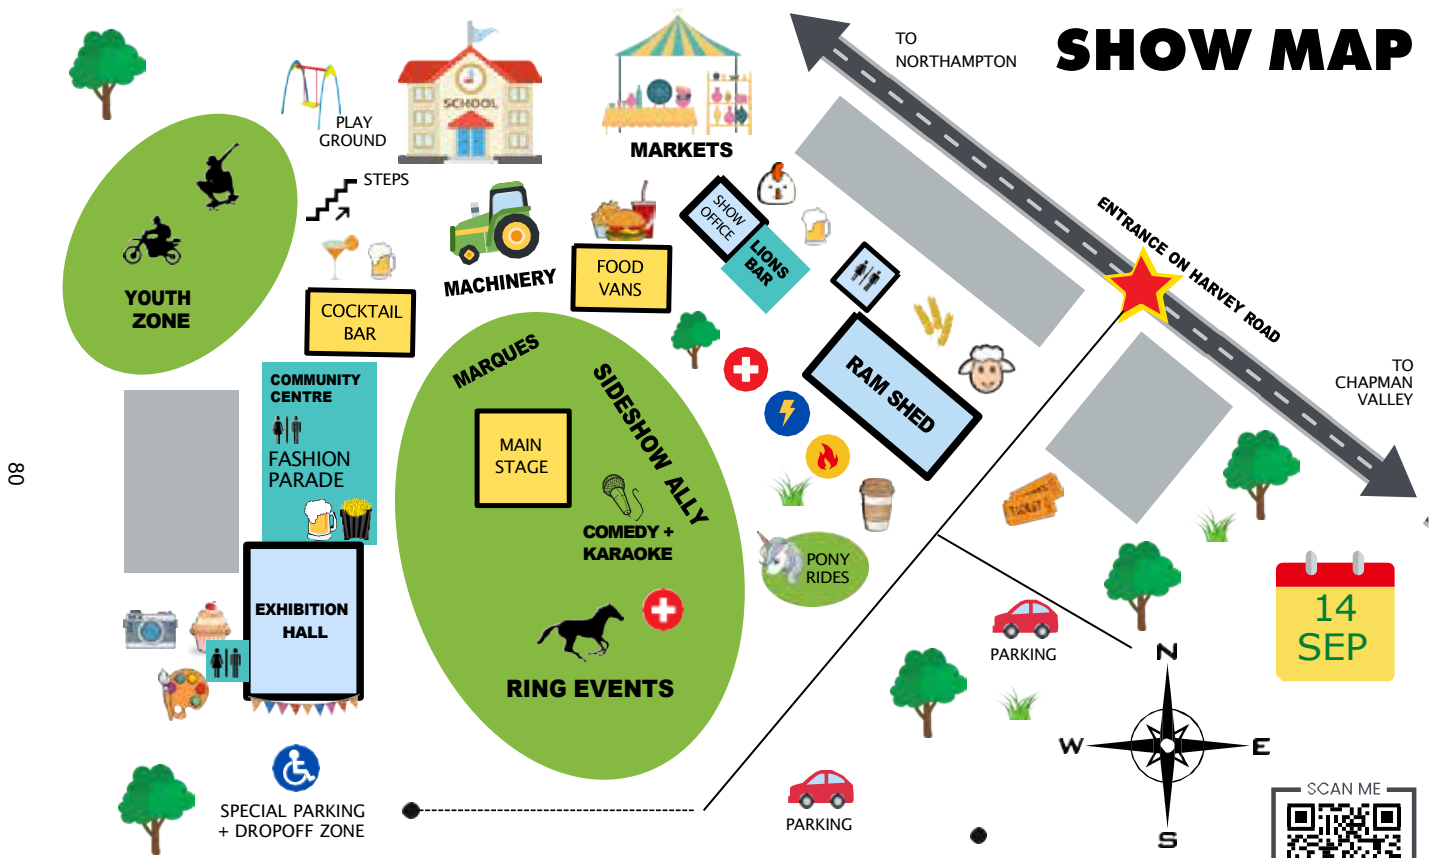 SHOW MAP
TO
NORTHAMPTON
SCHOOL
PLAY
GROUND
MARKETS
STEPS
SHOW
OFFICE
LIONS
BAR
ENTRANCE ON HARVEY ROAD
MACHINERY
FOOD
VANS
YOUTH
ZONE
COCKTAIL
BAR
MARQUES
SIDESHOW ALLY
RAM SHED
TO
CHAPMAN
VALLEY
COMMUNITY
CENTRE
FASHION
PARADE
MAIN
STAGE
80
COMEDY +
KARAOKE
PONY
RIDES
EXHIBITION
HALL
14
SEP
PARKING
RING EVENTS
N
W
E
S
SPECIAL PARKING
+ DROPOFF ZONE
PARKING
SCAN ME